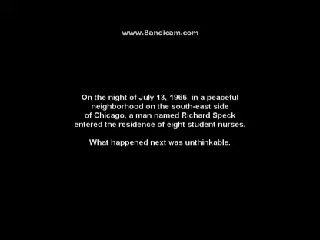 www.Bandicam.com
On the night of July 13, 1966, in a peaceful
neighborhood on the south-east side
of Chicago, a man named Richard Speck
entered the residence of eight student nurses.
What happened next was unthinkable.